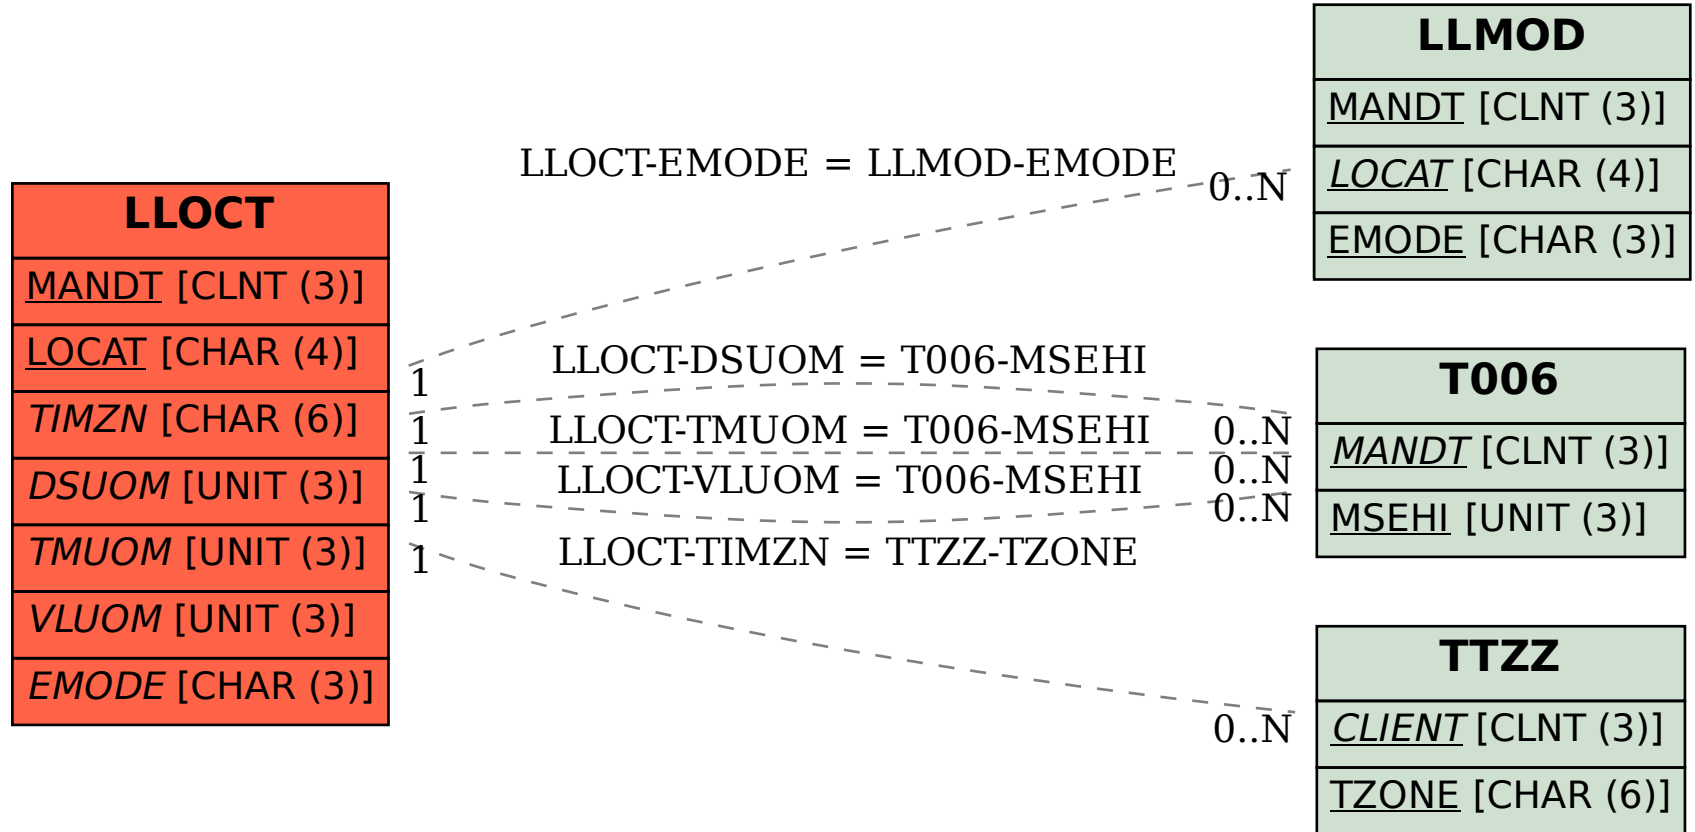 LLOCT
MANDT [CLNT (3)]
LOCAT [CHAR (4)]
TIMZN [CHAR (6)]
DSUOM [UNIT (3)]
TMUOM [UNIT (3)]
VLUOM [UNIT (3)]
EMODE [CHAR (3)]
LLOCT-EMODE = LLMOD-EMODE
0..N
1
LLOCT-DSUOM = T006-MSEHI
1
0..N
LLOCT-TMUOM = T006-MSEHI
1
0..N
LLOCT-VLUOM = T006-MSEHI
1
0..N
LLOCT-TIMZN = TTZZ-TZONE
1
0..N
LLMOD
MANDT [CLNT (3)]
LOCAT [CHAR (4)]
EMODE [CHAR (3)]
T006
MANDT [CLNT (3)]
MSEHI [UNIT (3)]
TTZZ
CLIENT [CLNT (3)]
TZONE [CHAR (6)]